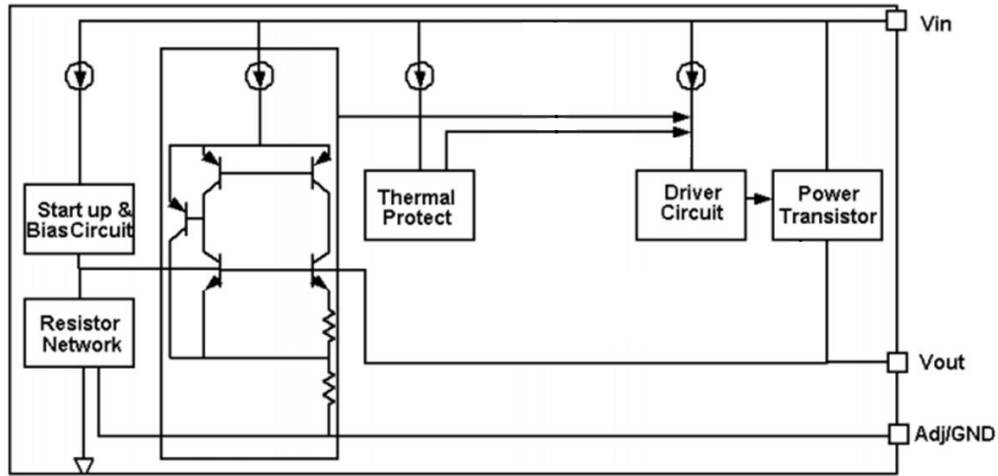 Vin
Start up &
Bias Circuit
Thermal
Protect
Driver
Circuit
Power
Transistor
Resistor
Network
Vout
Adj/GND